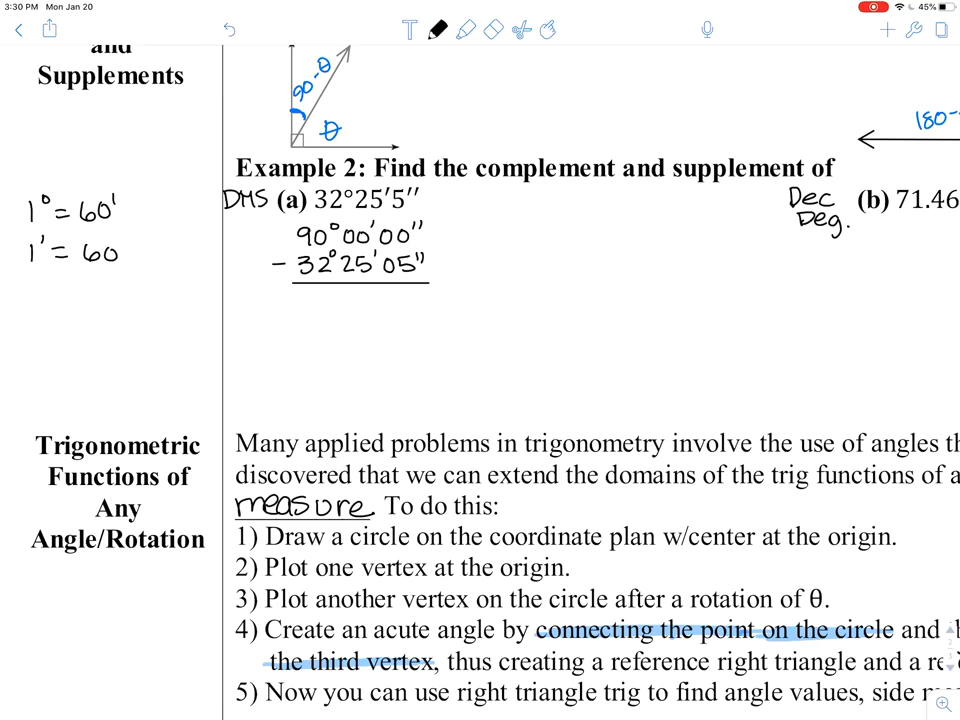 3:30 PM Mon Jan 20
45%
and
Supplements
90-θ
θ
180-
Example 2: Find the complement and supplement of
DMS (a) 32°25′5″
Dec
Deg.
(b) 71.46
1° = 60'
1' = 60
90°00'00"
- 32°25'05"
Trigonometric
Functions of
Any
Angle/Rotation
Many applied problems in trigonometry involve the use of angles th
discovered that we can extend the domains of the trig functions of a
measure. To do this:
1) Draw a circle on the coordinate plan w/center at the origin.
2) Plot one vertex at the origin.
3) Plot another vertex on the circle after a rotation of θ.
4) Create an acute angle by connecting the point on the circle and
the third vertex, thus creating a reference right triangle and a
5) Now you can use right triangle trig to find angle values, side